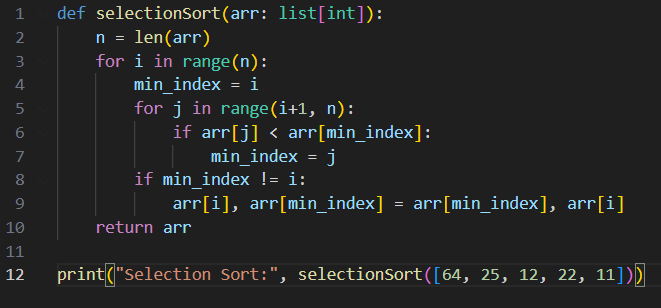 1 def selectionSort(arr: list[int]):
2     n = len(arr)
3     for i in range(n):
4         min_index = i
5         for j in range(i+1, n):
6             if arr[j] < arr[min_index]:
7                 min_index = j
8         if min_index != i:
9             arr[i], arr[min_index] = arr[min_index], arr[i]
10     return arr
11
12 print("Selection Sort:", selectionSort([64, 25, 12, 22, 11]))